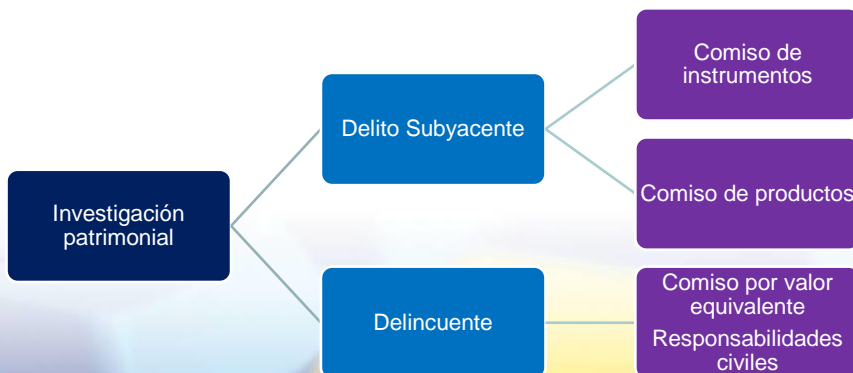 Investigación
patrimonial
Delito Subyacente
Comiso de
instrumentos
Comiso de productos
Delincuente
Comiso por valor
equivalente
Responsabilidades
civiles